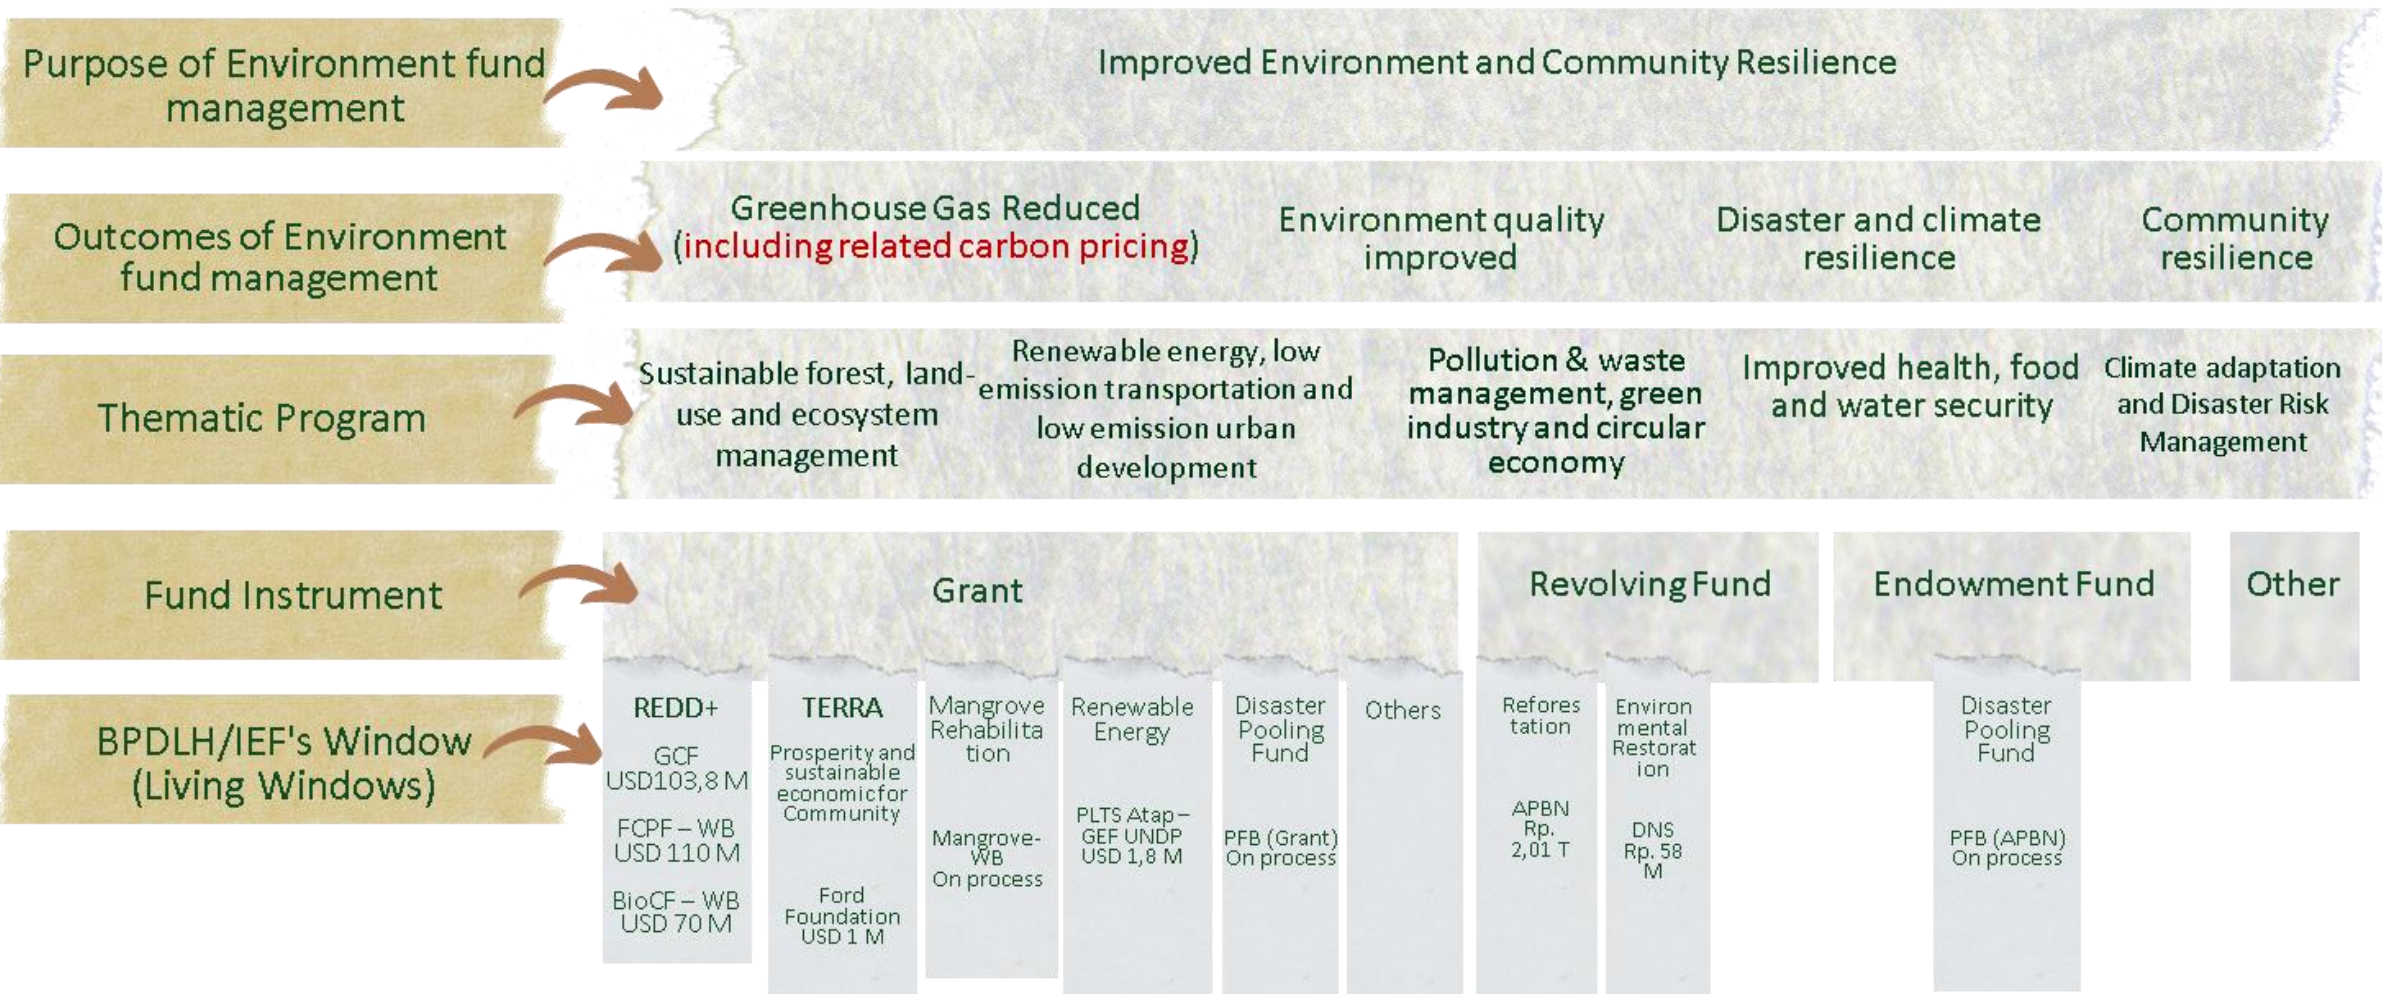 Purpose of Environment fund
management
Improved Environment and Community Resilience
Outcomes of Environment
fund management
Greenhouse Gas Reduced
(including related carbon pricing)
Environment quality
improved
Disaster and climate
resilience
Community
resilience
Thematic Program
Sustainable forest, land-
use and ecosystem
management
Renewable energy, low
emission transportation and
low emission urban
development
Pollution & waste
management, green
industry and circular
economy
Improved health, food
and water security
Climate adaptation
and Disaster Risk
Management
Fund Instrument
Grant
Revolving Fund
Endowment Fund
Other
BPDLH/IEF's Window
(Living Windows)
REDD+
GCF
USD103,8 M
FCPF – WB
USD 110 M
BioCF – WB
USD 70 M
TERRA
Prosperity and
sustainable
economic for
Community
Ford
Foundation
USD 1 M
Mangrove
Rehabilita
tion
Mangrove-
WB
On process
Renewable
Energy
PLTS Atap –
GEF UNDP
USD 1,8 M
Disaster
Pooling
Fund
PFB (Grant)
On process
Others
Refores
tation
APBN
Rp.
2,01 T
Environ
mental
Restorat
ion
DNS
Rp. 58
M
Disaster
Pooling
Fund
PFB (APBN)
On process